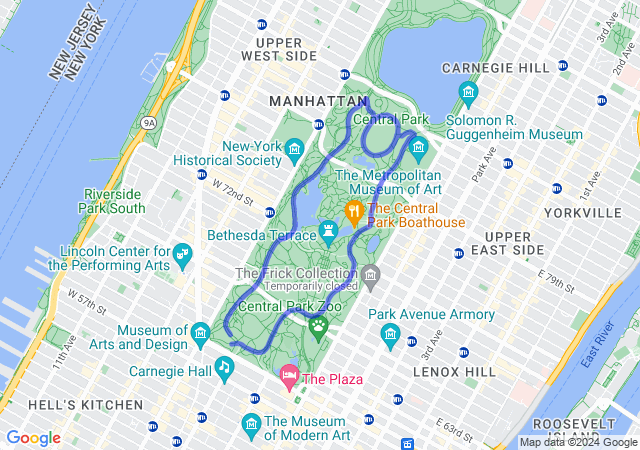 NEW JERSEY
NEW YORK
UPPER
WEST SIDE
3rd Ave
2nd Ave
CARNEGIE HILL
MANHATTAN
Central Park
Solomon R.
Guggenheim Museum
9A
New-York
Historical Society
Park Ave
1st Ave
The Metropolitan
Museum of Art
W 72nd St
Riverside
Park South
The Central
Park Boathouse
YORKVILLE
Bethesda Terrace
UPPER
EAST SIDE
Lincoln Center for
the Performing Arts
The Frick Collection
Temporarily closed
E 79th St
W 57th St
Central Park Zoo
Park Avenue Armory
East River
Museum of
Arts and Design
11th Ave
3rd Ave
Carnegie Hall
The Plaza
LENOX HILL
HELL'S KITCHEN
The Museum
of Modern Art
E 63rd St
ROOSEVELT
ISLAND
Google
Map data ©2024 Google